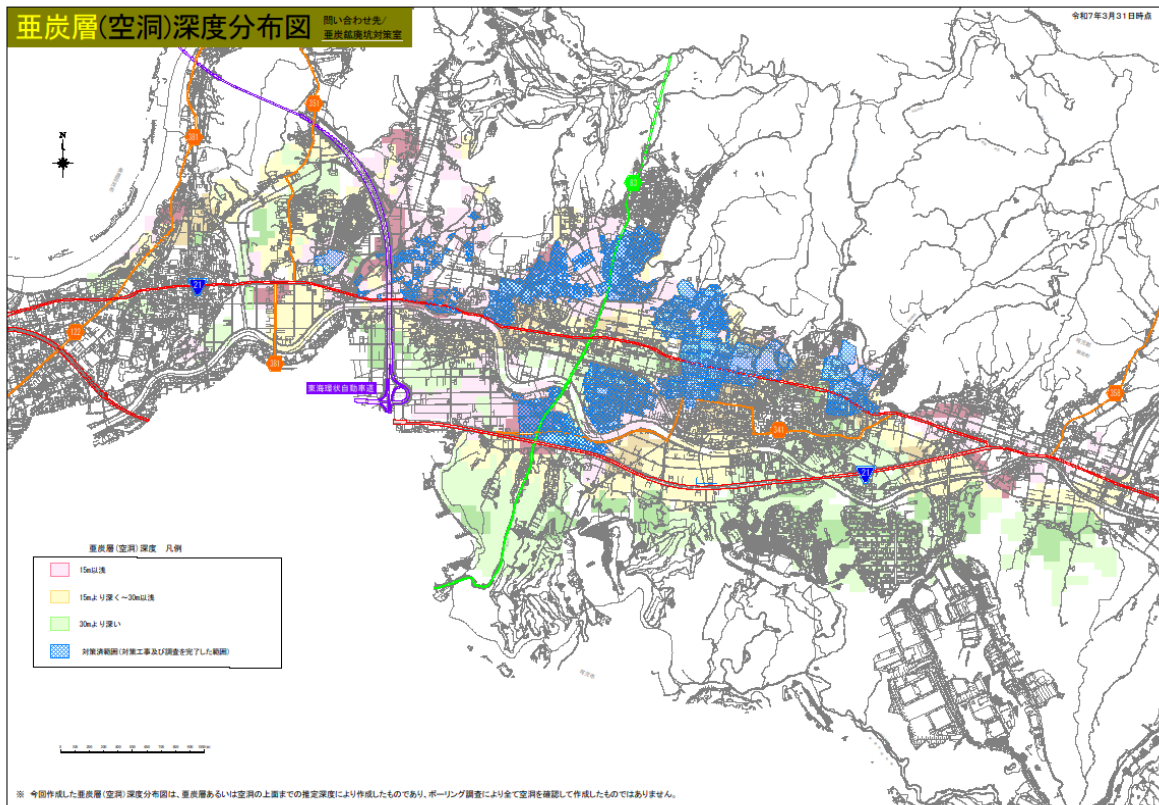 亜炭層(空洞)深度分布図
問い合わせ先/
亜炭鉱廃坑対策室
令和7年3月31日時点
N
351
381
83
21
122
381
東海環状自動車道
341
358
21
亜炭層(空洞)深度 凡例
15m以浅
15mより深く～30m以浅
30mより深い
対策済範囲(対策工事及び調査を完了した範囲)
※ 今回作成した亜炭層(空洞)深度分布図は、亜炭層あるいは空洞の上面までの推定深度により作成したものであり、ボーリング調査により全て空洞を確認して作成したものではありません。